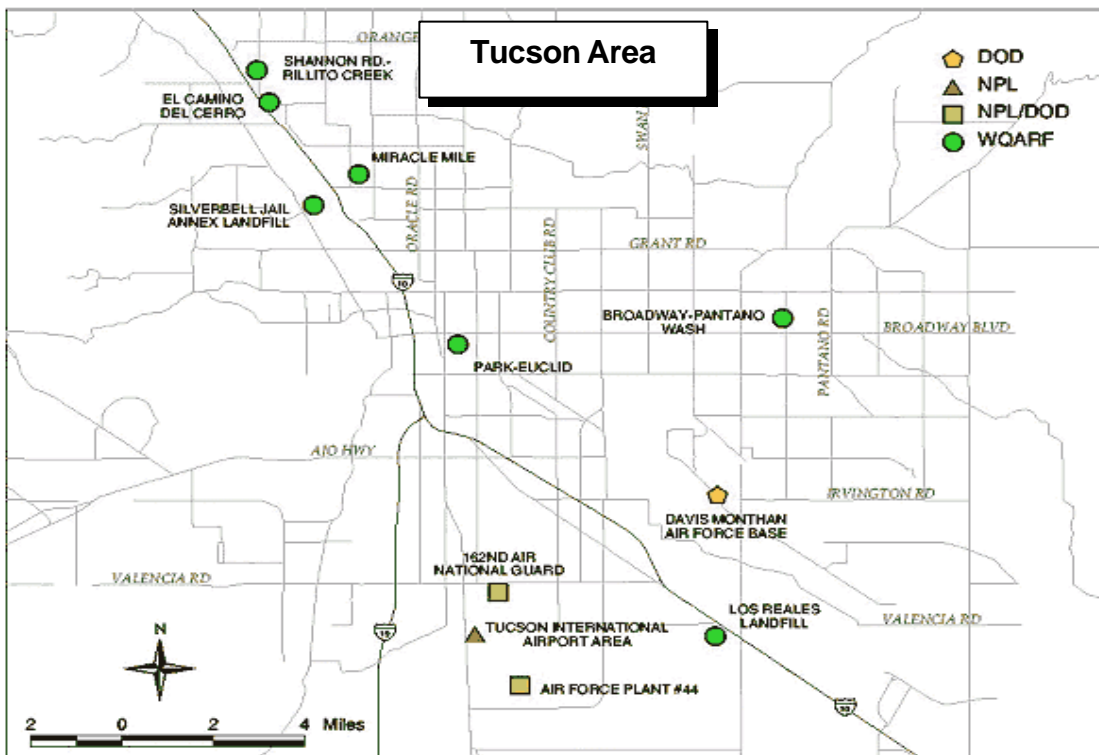 Tucson Area
ORANGE
SHANNON RD.-
RILLITO CREEK
DOD
NPL
NPL/DOD
WQARF
EL CAMINO
DEL CERRO
SWAN
MIRACLE MILE
SILVERBELL JAIL
ANNEX LANDFILL
ORACLE RD
COUNTRY CLUB RD
GRANT RD
10
BROADWAY-PANTANO
WASH
BROADWAY BLVD
PANTANO RD
PARK-EUCLID
AJO HWY
IRVINGTON RD
DAVIS MONTHAN
AIR FORCE BASE
162ND AIR
NATIONAL GUARD
VALENCIA RD
LOS REALES
LANDFILL
VALENCIA RD
N
19
TUCSON INTERNATIONAL
AIRPORT AREA
AIR FORCE PLANT #44
2 0 2 4 Miles